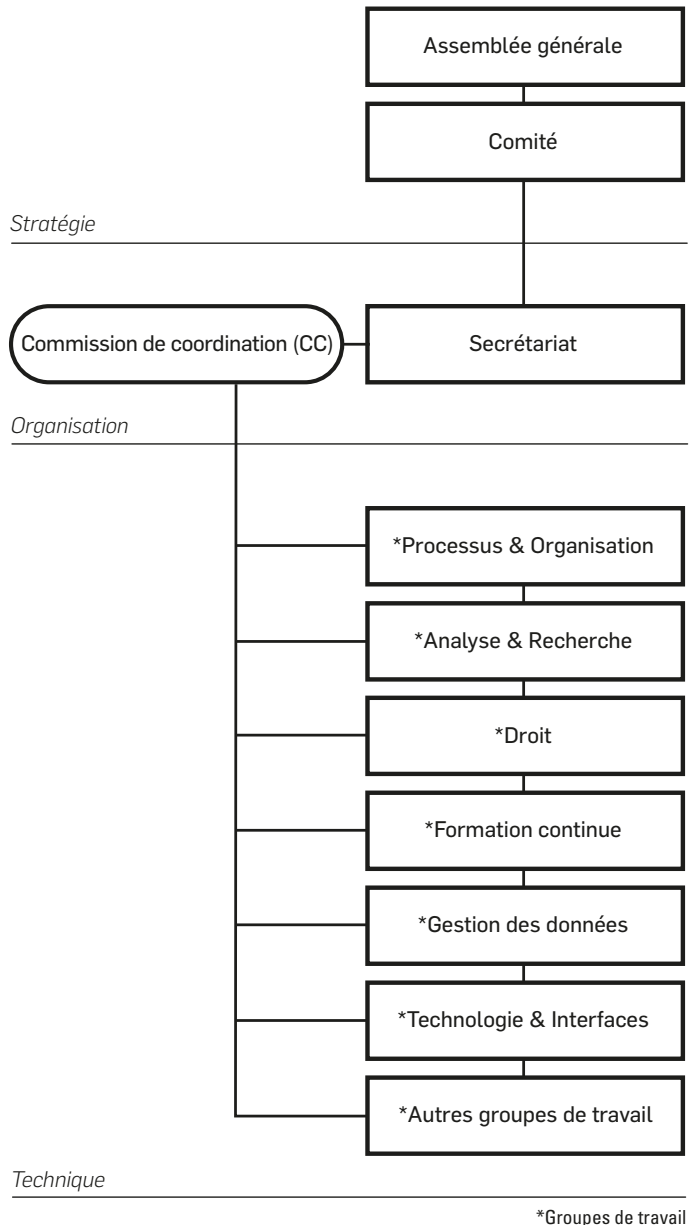 Assemblée générale
Comité
Stratégie
Commission de coordination (CC)
Secrétariat
Organisation
*Processus & Organisation
*Analyse & Recherche
*Droit
*Formation continue
*Gestion des données
*Technologie & Interfaces
*Autres groupes de travail
Technique
*Groupes de travail